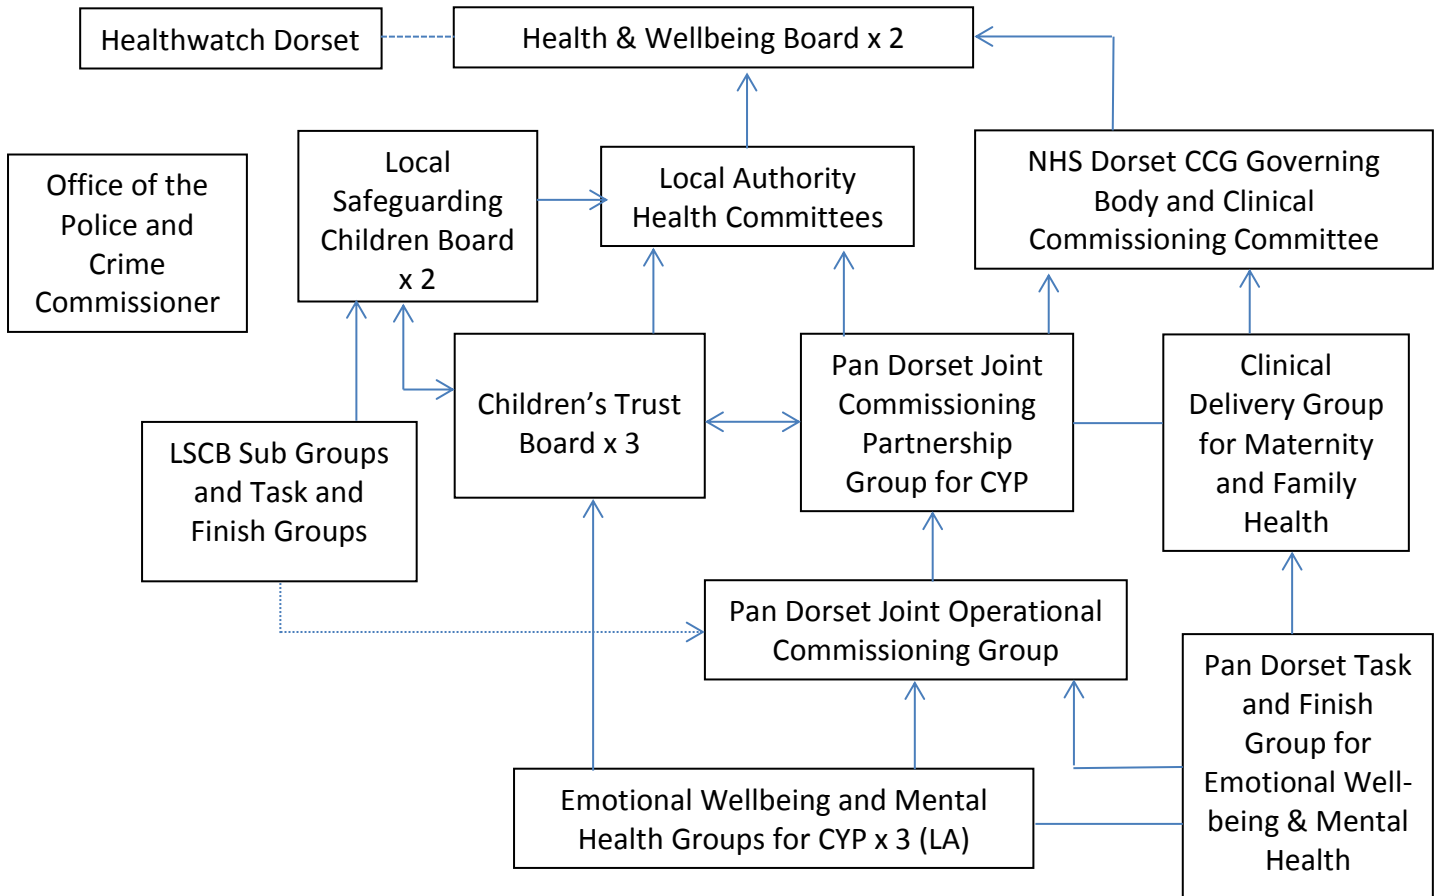 Healthwatch Dorset
Health & Wellbeing Board x 2
Office of the
Police and
Crime
Commissioner
Local
Safeguarding
Children Board
x 2
Local Authority
Health Committees
NHS Dorset CCG Governing
Body and Clinical
Commissioning Committee
LSCB Sub Groups
and Task and
Finish Groups
Children’s Trust
Board x 3
Pan Dorset Joint
Commissioning
Partnership
Group for CYP
Clinical
Delivery Group
for Maternity
and Family
Health
Pan Dorset Joint Operational
Commissioning Group
Emotional Wellbeing and Mental
Health Groups for CYP x 3 (LA)
Pan Dorset Task
and Finish
Group for
Emotional Well-
being & Mental
Health